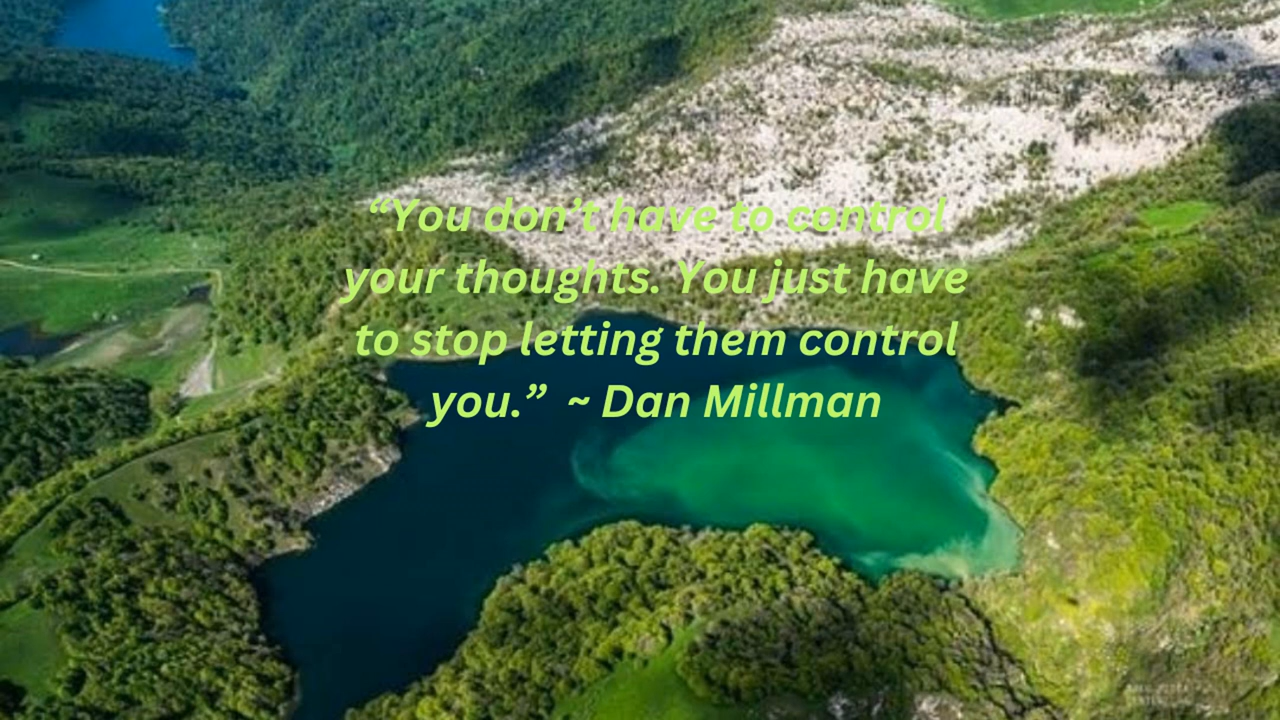 “You don’t have to control
your thoughts. You just have
to stop letting them control
you.”  ~ Dan Millman